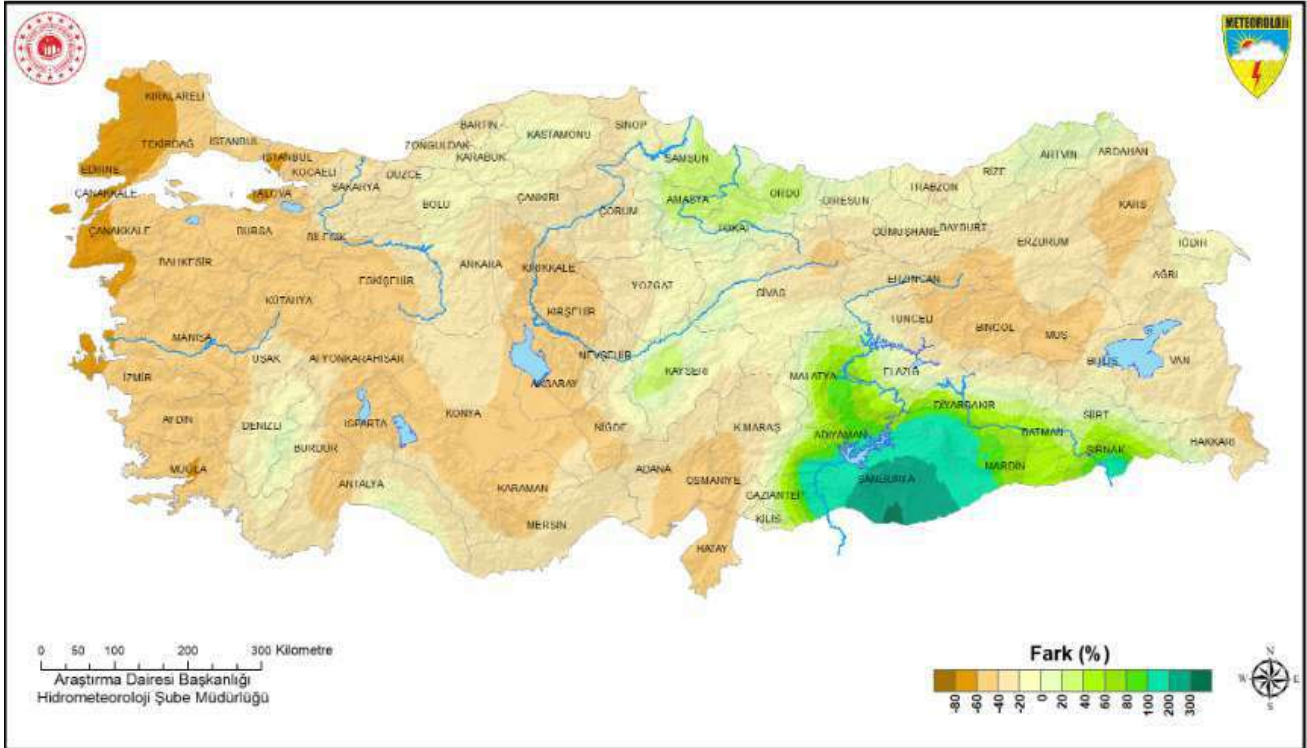 METEOROLOJİ
KIRKLARELİ
TEKİRDAĞ
İSTANBUL
EDİRNE
İSTANBUL
KOCAELİ
YALOVA
SAKARYA
DÜZCE
ZONGULDAK
BARTIN
KARABÜK
KASTAMONU
SİNOP
SAMSUN
ORDU
GİRESUN
TRABZON
RİZE
ARTVİN
ARDAHAN
ÇANAKKALE
ÇANAKKALE
BURSA
BİLECİK
BOLU
ÇANKIRI
ÇORUM
AMASYA
TOKAT
GÜMÜŞHANE
BAYBURT
ERZURUM
KARS
IĞDIR
BALIKESİR
KÜTAHYA
ESKİŞEHİR
ANKARA
KIRIKKALE
YOZGAT
SİVAS
ERZİNCAN
AĞRI
MANİSA
UŞAK
AFYONKARAHİSAR
KIRŞEHİR
NEVŞEHİR
KAYSERİ
TUNCELİ
BİNGÖL
MUŞ
BİTLİS
VAN
İZMİR
AKSARAY
MALATYA
ELAZIĞ
DİYARBAKIR
SİİRT
AYDIN
DENİZLİ
ISPARTA
KONYA
NİĞDE
K.MARAŞ
ADIYAMAN
BATMAN
ŞIRNAK
HAKKARİ
MUĞLA
BURDUR
ANTALYA
KARAMAN
MERSİN
ADANA
OSMANİYE
GAZİANTEP
KİLİS
ŞANLIURFA
MARDİN
HATAY
0 50 100 200 300 Kilometre
Araştırma Dairesi Başkanlığı
Hidrometeoroloji Şube Müdürlüğü
Fark (%)
-80 -60 -40 -20 0 20 40 60 80 100 200 300
N
W E
S